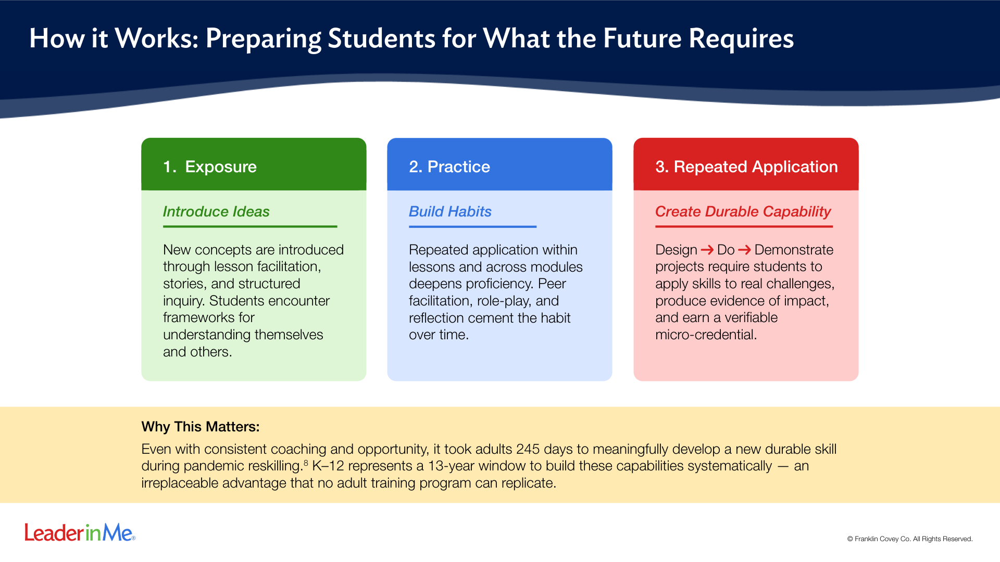 How it Works: Preparing Students for What the Future Requires
1. Exposure
Introduce Ideas
New concepts are introduced
through lesson facilitation,
stories, and structured
inquiry. Students encounter
frameworks for
understanding themselves
and others.
2. Practice
Build Habits
Repeated application within
lessons and across modules
deepens proficiency. Peer
facilitation, role-play, and
reflection cement the habit
over time.
3. Repeated Application
Create Durable Capability
Design → Do → Demonstrate
projects require students to
apply skills to real challenges,
produce evidence of impact,
and earn a verifiable
micro-credential.
Why This Matters:
Even with consistent coaching and opportunity, it took adults 245 days to meaningfully develop a new durable skill
during pandemic reskilling.⁸ K–12 represents a 13-year window to build these capabilities systematically — an
irreplaceable advantage that no adult training program can replicate.
LeaderinMe®
© Franklin Covey Co. All Rights Reserved.